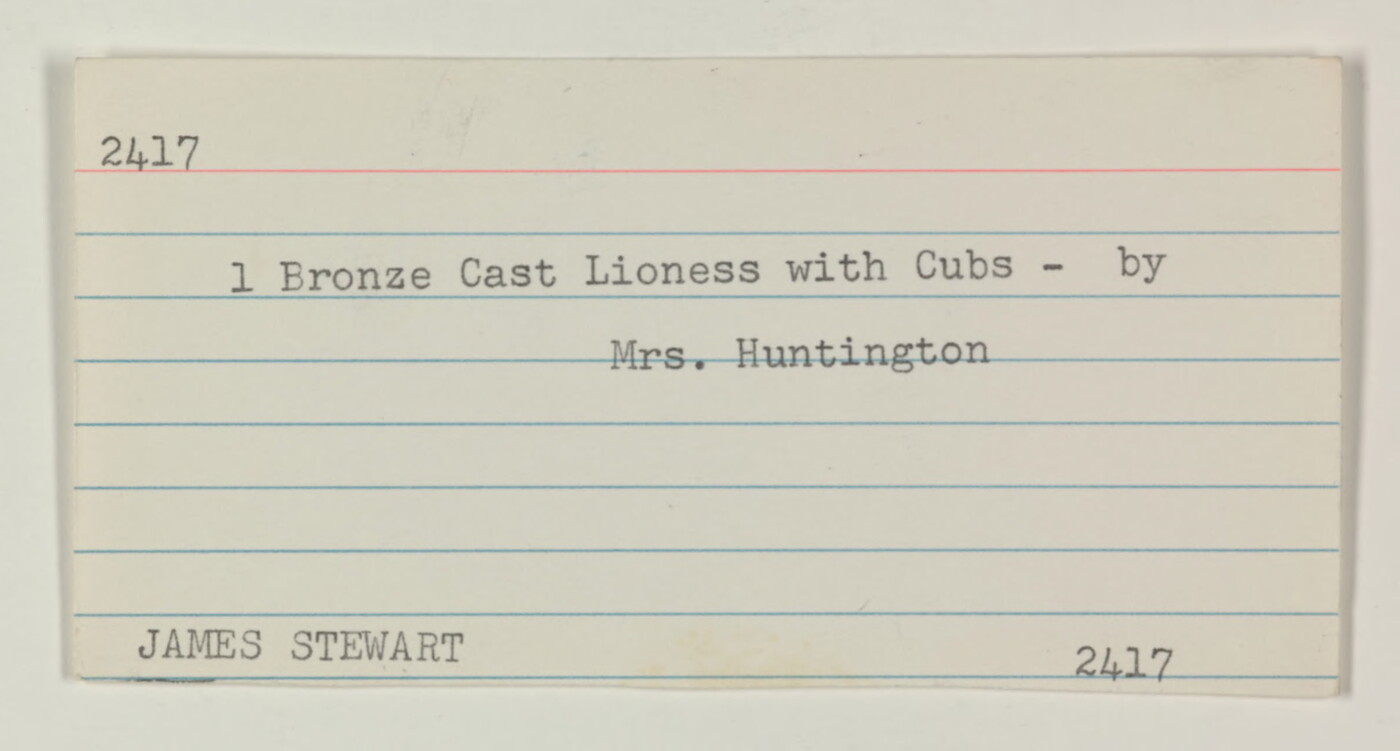 2417
1 Bronze Cast Lioness with Cubs - by
Mrs. Huntington
JAMES STEWART 2417